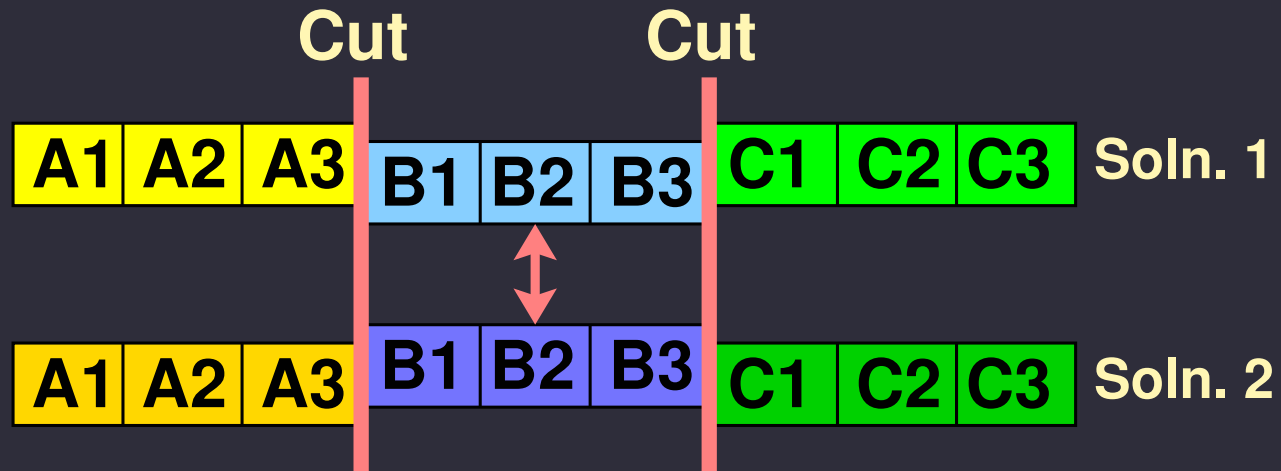 Cut Cut
A1 A2 A3 B1 B2 B3 C1 C2 C3 Soln. 1
A1 A2 A3 B1 B2 B3 C1 C2 C3 Soln. 2